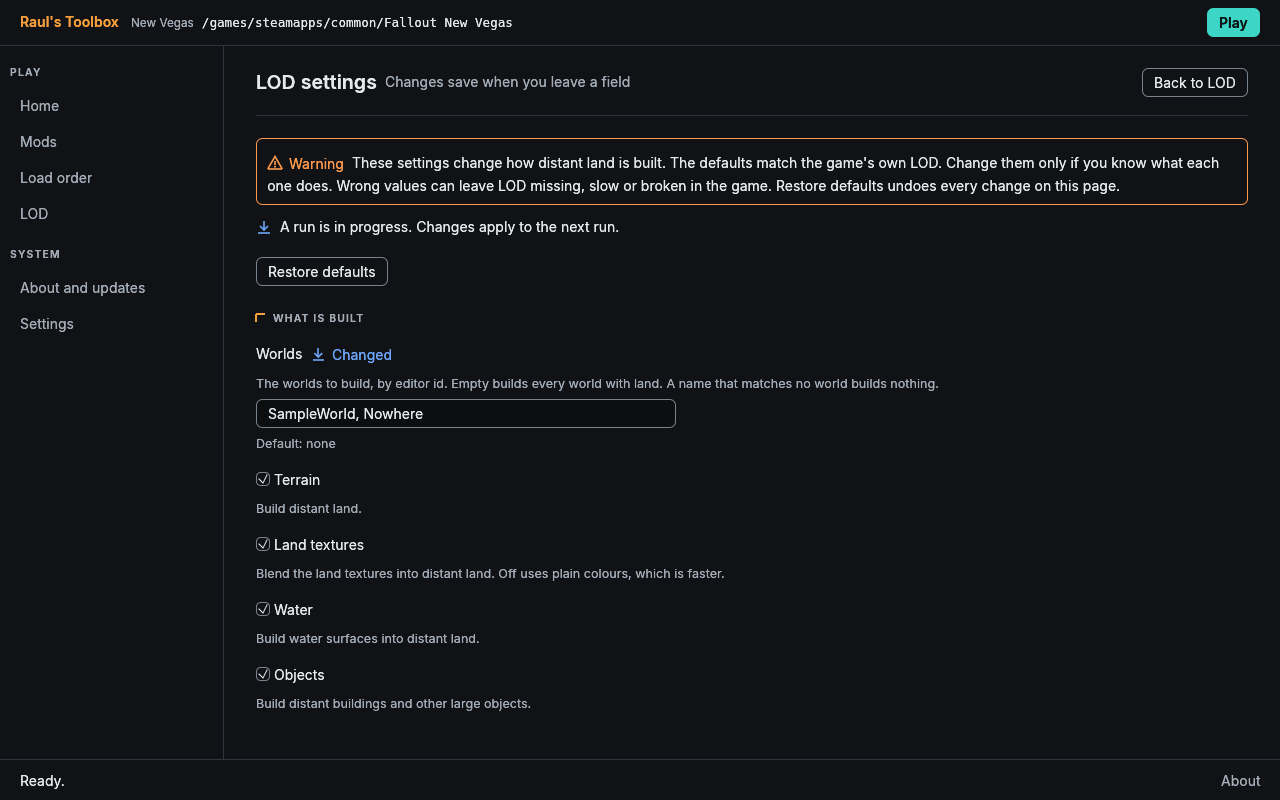 Raul's Toolbox New Vegas /games/steamapps/common/Fallout New Vegas Play
PLAY
Home
Mods
Load order
LOD
SYSTEM
About and updates
Settings
LOD settings Changes save when you leave a field Back to LOD
Warning These settings change how distant land is built. The defaults match the game's own LOD. Change them only if you know what each
one does. Wrong values can leave LOD missing, slow or broken in the game. Restore defaults undoes every change on this page.
A run is in progress. Changes apply to the next run.
Restore defaults
WHAT IS BUILT
Worlds Changed
The worlds to build, by editor id. Empty builds every world with land. A name that matches no world builds nothing.
SampleWorld, Nowhere
Default: none
Terrain
Build distant land.
Land textures
Blend the land textures into distant land. Off uses plain colours, which is faster.
Water
Build water surfaces into distant land.
Objects
Build distant buildings and other large objects.
Ready. About